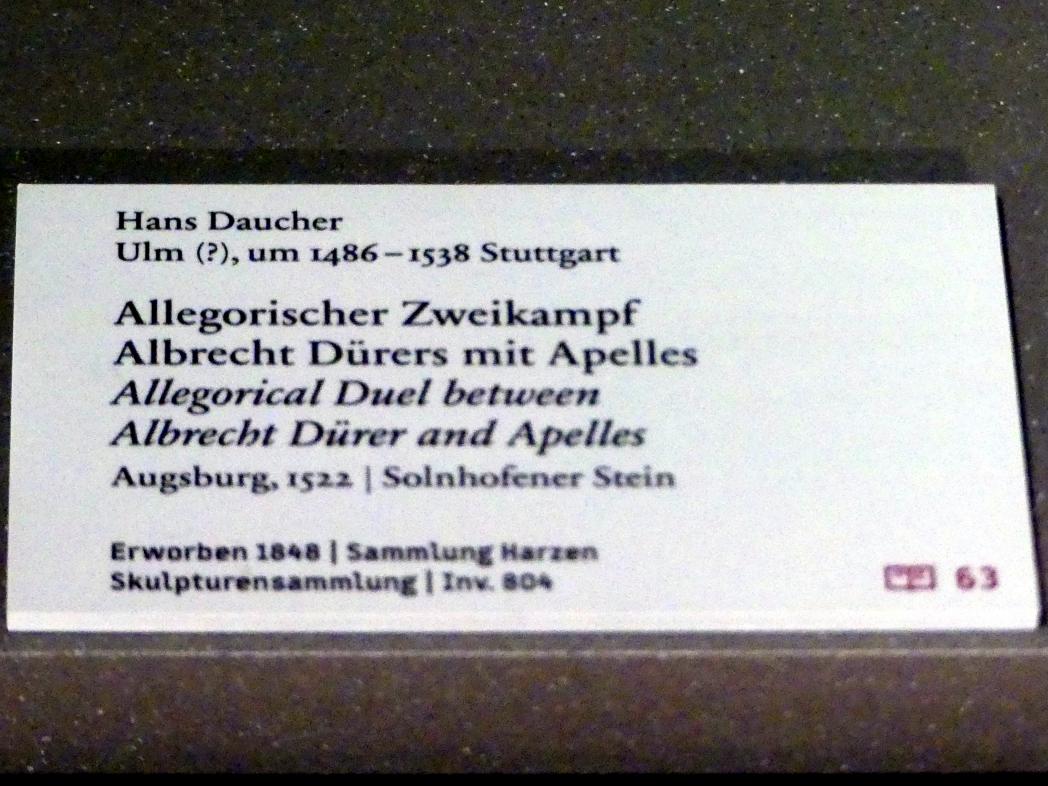 Hans Daucher
Ulm (?), um 1486–1538 Stuttgart
Allegorischer Zweikampf
Albrecht Dürers mit Apelles
Allegorical Duel between
Albrecht Dürer and Apelles
Augsburg, 1522 | Solnhofener Stein
Erworben 1848 | Sammlung Harzen
Skulpturensammlung | Inv. 804
63